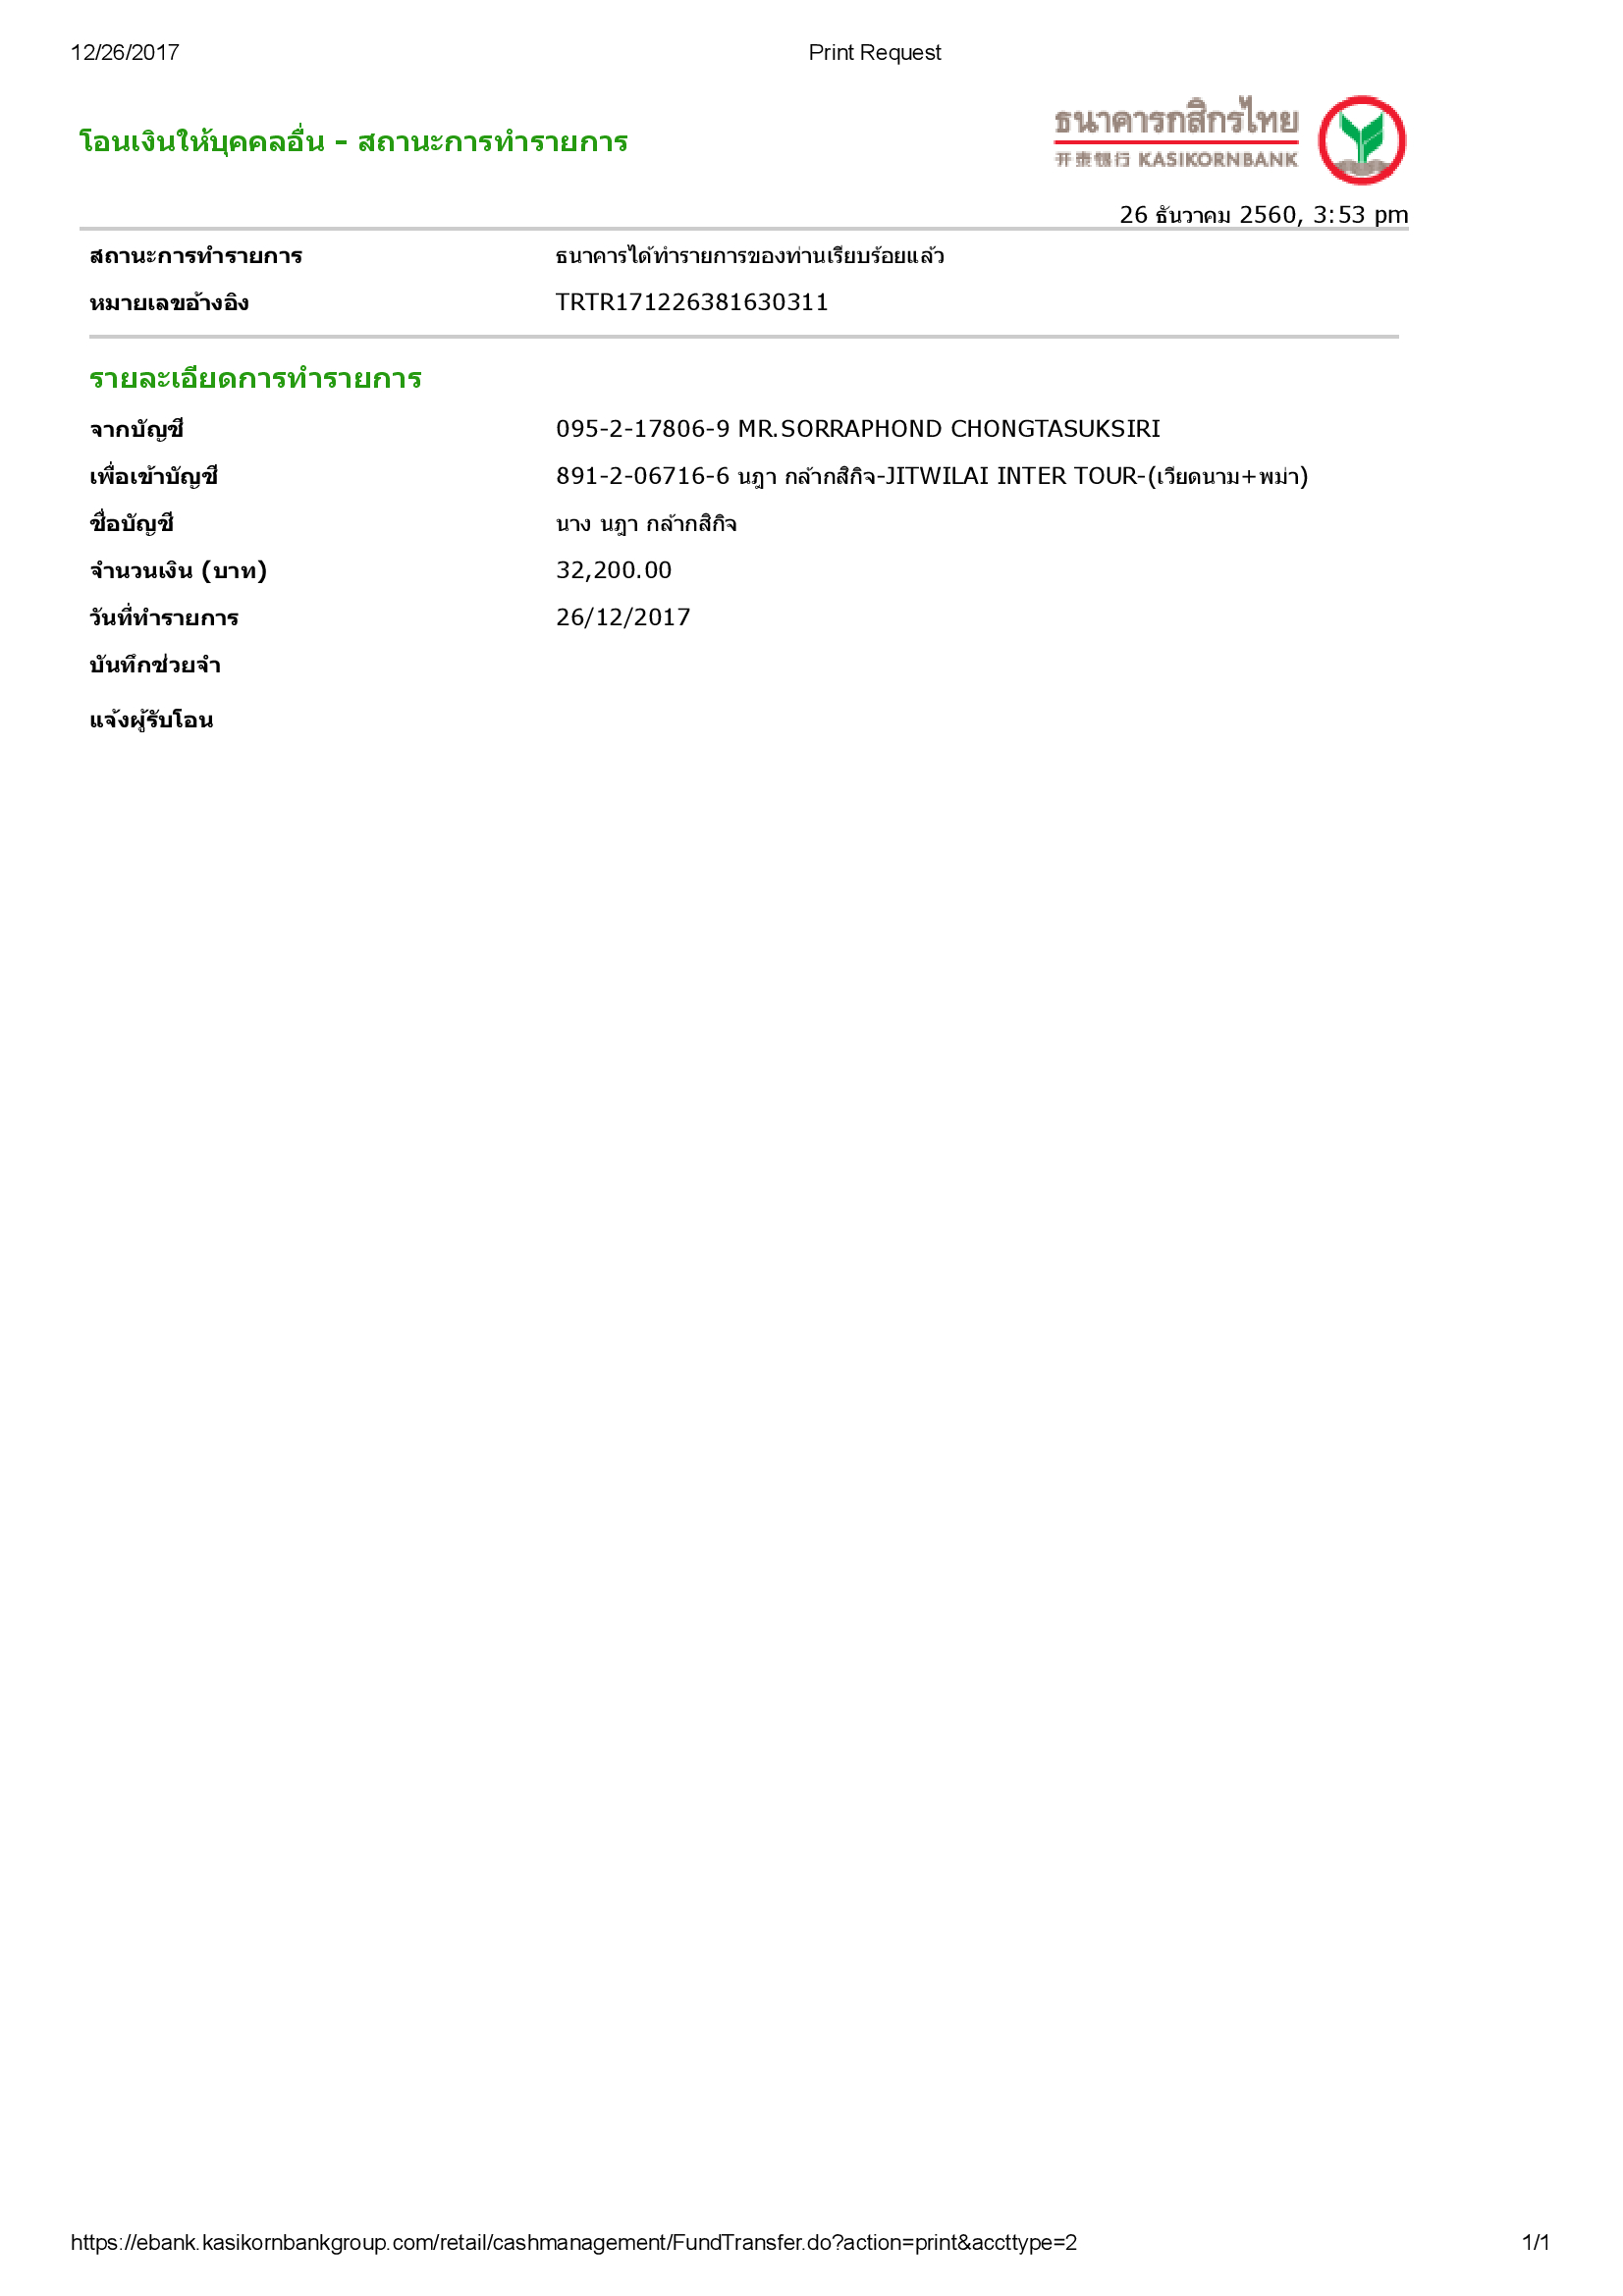 12/26/2017 Print Request
โอนเงินให้บุคคลอื่น - สถานะการทำรายการ
ธนาคารกสิกรไทย
开泰银行 KASIKORNBANK
26 ธันวาคม 2560, 3:53 pm
สถานะการทำรายการ ธนาคารได้ทำรายการของท่านเรียบร้อยแล้ว
หมายเลขอ้างอิง TRTR171226381630311
รายละเอียดการทำรายการ
จากบัญชี 095-2-17806-9 MR.SORRAPHOND CHONGTASUKSIRI
เพื่อเข้าบัญชี 891-2-06716-6 นฎา กล้ากสิกิจ-JITWILAI INTER TOUR-(เวียดนาม+พม่า)
ชื่อบัญชี นาง นฎา กล้ากสิกิจ
จำนวนเงิน (บาท) 32,200.00
วันที่ทำรายการ 26/12/2017
บันทึกช่วยจำ
แจ้งผู้รับโอน
https://ebank.kasikornbankgroup.com/retail/cashmanagement/FundTransfer.do?action=print&accttype=2 1/1